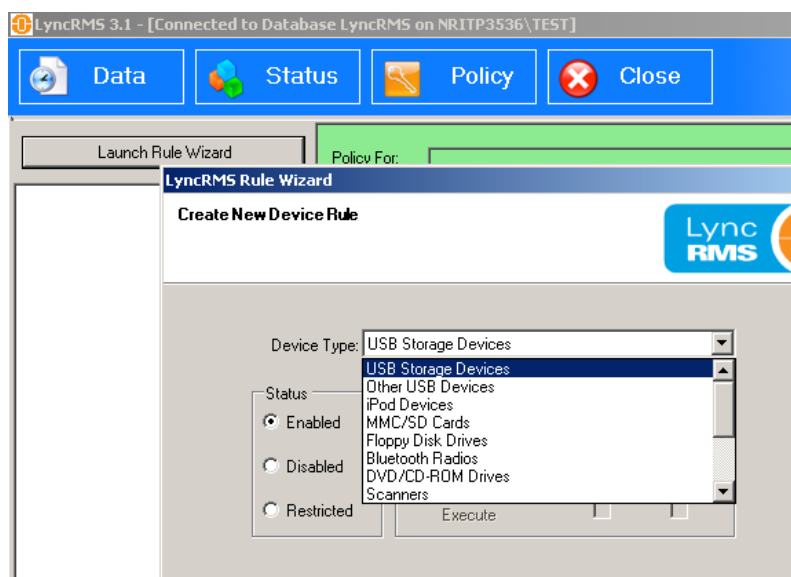 LyncRMS 3.1 - [Connected to Database LyncRMS on NRITP3536\TEST]
Data Status Policy Close
Launch Rule Wizard
Policy For:
LyncRMS Rule Wizard
Create New Device Rule
Lync
RMS
Device Type: USB Storage Devices
USB Storage Devices
Other USB Devices
iPod Devices
MMC/SD Cards
Floppy Disk Drives
Bluetooth Radios
DVD/CD-ROM Drives
Scanners
Status
Enabled
Disabled
Restricted
Execute